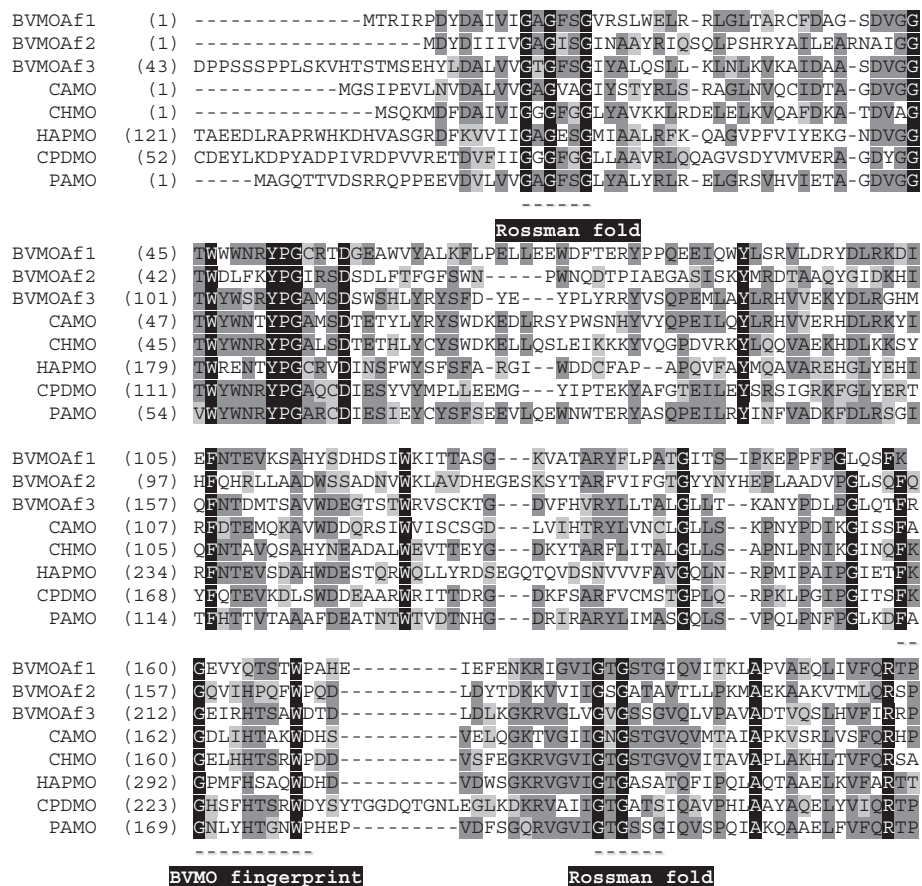 BVMOAf1 (1) ----------------MTRIRPDYDAIVIGAGFSGVRSLWELR-RLGLTARCFDAG-SDVGG
BVMOAf2 (1) ---------------------MDYDIIIVGAGISGINAAYRIQSQLPSHRYAILEARNAIGG
BVMOAf3 (43) DPPSSSPPLSKVHTSTMSEHYLDALVVGTGFSGIYALQSLL-KLNLKVKAIDAA-SDVGG
CAMO (1) ------------MGSIPEVLNVDALVVGAGVAGIYSTYRLS-RAGLNVQCIDTA-GDVGG
CHMO (1) ---------------MSQKMDFDAIVIGGGFGGLYAVKKLRDELELKVQAFDKA-TDVAG
HAPMO (121) TAEEDLRAPRWHKDHVASGRDFKVVIIGAGESGMIAALRFK-QAGVPFVIYEKG-NDVGG
CPDMO (52) CDEYLKDPYADPIVRDPVVRETDVFIIGGGFGGLLAAVRLQQAGVSDYVMVERA-GDYGG
PAMO (1) -----MAGQTTVDSRRQPPEEVDVLVVGAGFSGLYALYRLR-ELGRSVHVIETA-GDVGG
------
Rossman fold
BVMOAf1 (45) TWWWNRYPGCRTDGEAWVYALKFLPELLEEWDFTERYPPQEEIQWYLSRVLDRYDLRKDI
BVMOAf2 (42) TWDLFKYPGIRSDSDLFTFGFSWN-----PWNQDTPIAEGASISKYMRDTAAQYGIDKHI
BVMOAf3 (101) TWYWSRYPGAMSDSWSHLYRYSFD-YE---YPLYRRYVSQPEMLAYLRHVVEKYDLRGHM
CAMO (47) TWYWNTYPGAMSDTETYLYRYSWDKEDLRSYPWSNHYVYQPEILQYLRHVVERHDLRKYI
CHMO (45) TWYWNRYPGALSDTETHLYCYSWDKELLQSLEIKKKYVQGPDVRKYLQQVAEKHDLKKSY
HAPMO (179) TWRENTYPGCRVDINSFWYSFSFA-RGI--WDDCFAP--APQVFAYMQAVAREHGLYEHI
CPDMO (111) TWYWNRYPGAQCDIESYVYMPLLEEMG---YIPTEKYAFGTEILEYSRSIGRKFGLYERT
PAMO (54) VWYWNRYPGARCDIESIEYCYSFSEEVLQEWNWTERYASQPEILRYINFVADKFDLRSGI
BVMOAf1 (105) EFNTEVKSAHYSDHDSIWKITTASG---KVATARYFLPATGITS-IPKEPPFPGLQSFK
BVMOAf2 (97) HFQHRLLAADWSSADNVWKLAVDHEGESKSYTARFVIFGTGYYNYHEPLAADVPGLSQFQ
BVMOAf3 (157) QFNTDMTSAVWDEGTSTWRVSCKTG---DVFHVRYLLTALGLLT--KANYPDLPGLQTFR
CAMO (107) RFDTEMQKAVWDDQRSIWVISCSGD---LVIHTRYLVNCLGLLS--KPNYPDIKGISSFA
CHMO (105) QFNTAVQSAHYNEADALWEVTTEYG---DKYTARFLITALGLLS--APNLPNIKGINQFK
HAPMO (234) RFNTEVSDAHWDESTQRWQLLYRDSEGQTQVDSNVVVFAVGQLN--RPMIPAIPGIETFK
CPDMO (168) YFQTEVKDLSWDDEAARWRITTDRG---DKFSARFVCMSTGPLQ--RPKLPGIPGITSFK
PAMO (114) TFHTTVTAAAFDEATNTWTVDTNHG---DRIRARYLIMASGQLS--VPQLPNFPGLKDFA
--
BVMOAf1 (160) GEVYQTSTWPAHE----------IEFENKRIGVIGTGSTGIQVITKLAPVAEQLIVFQRTP
BVMOAf2 (157) GQVIHPQFWPQD-----------LDYTDKKVVIIGSGATAVTLLPKMAEKAAKVTMLQRSP
BVMOAf3 (212) GEIRHTSAWDTD-----------LDLKGKRVGLVGVGSSGVQLVPAVADTVQSLHVFIRRP
CAMO (162) GDLIHTAKWDHS-----------VELQGKTVGIIGNGSTGVQVMTAIAPKVSRLVSFQRHP
CHMO (160) GELHHTSRWPDD-----------VSFEGKRVGVIGTGSTGVQVITAVAPLAKHLTVFQRSA
HAPMO (292) GPMFHSAQWDHD-----------VDWSGKRVGVIGTGASATQFIPQLAQTAAELKVFARTT
CPDMO (223) GHSFHTSRWDYSYTGGDQTGNLEGLKDKRVAIIGTGATSIQAVPHLAAYAQELYVIQRTP
PAMO (169) GNLYHTGNWPHEP----------VDFSGQRVGVIGTGSSGIQVSPQIAKQAAELFVFQRTP
---------- ------
BVMO fingerprint Rossman fold